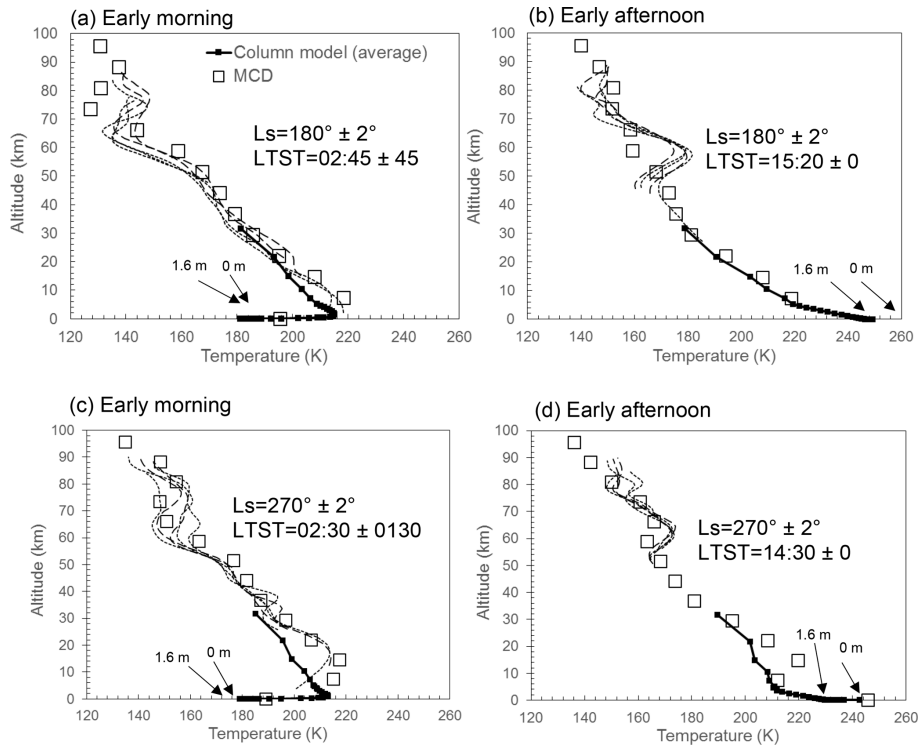 (a) Early morning
100
90
80
70
60
50
40
30
20
10
0
Altitude (km)
Column model (average)
MCD
Ls=180° ± 2°
LTST=02:45 ± 45
1.6 m
0 m
120 140 160 180 200 220 240 260
Temperature (K)
(b) Early afternoon
100
90
80
70
60
50
40
30
20
10
0
Altitude (km)
Ls=180° ± 2°
LTST=15:20 ± 0
1.6 m
0 m
120 140 160 180 200 220 240 260
Temperature (K)
(c) Early morning
100
90
80
70
60
50
40
30
20
10
0
Altitude (km)
Ls=270° ± 2°
LTST=02:30 ± 0130
1.6 m
0 m
120 140 160 180 200 220 240 260
Temperature (K)
(d) Early afternoon
100
90
80
70
60
50
40
30
20
10
0
Altitude (km)
Ls=270° ± 2°
LTST=14:30 ± 0
1.6 m
0 m
120 140 160 180 200 220 240 260
Temperature (K)